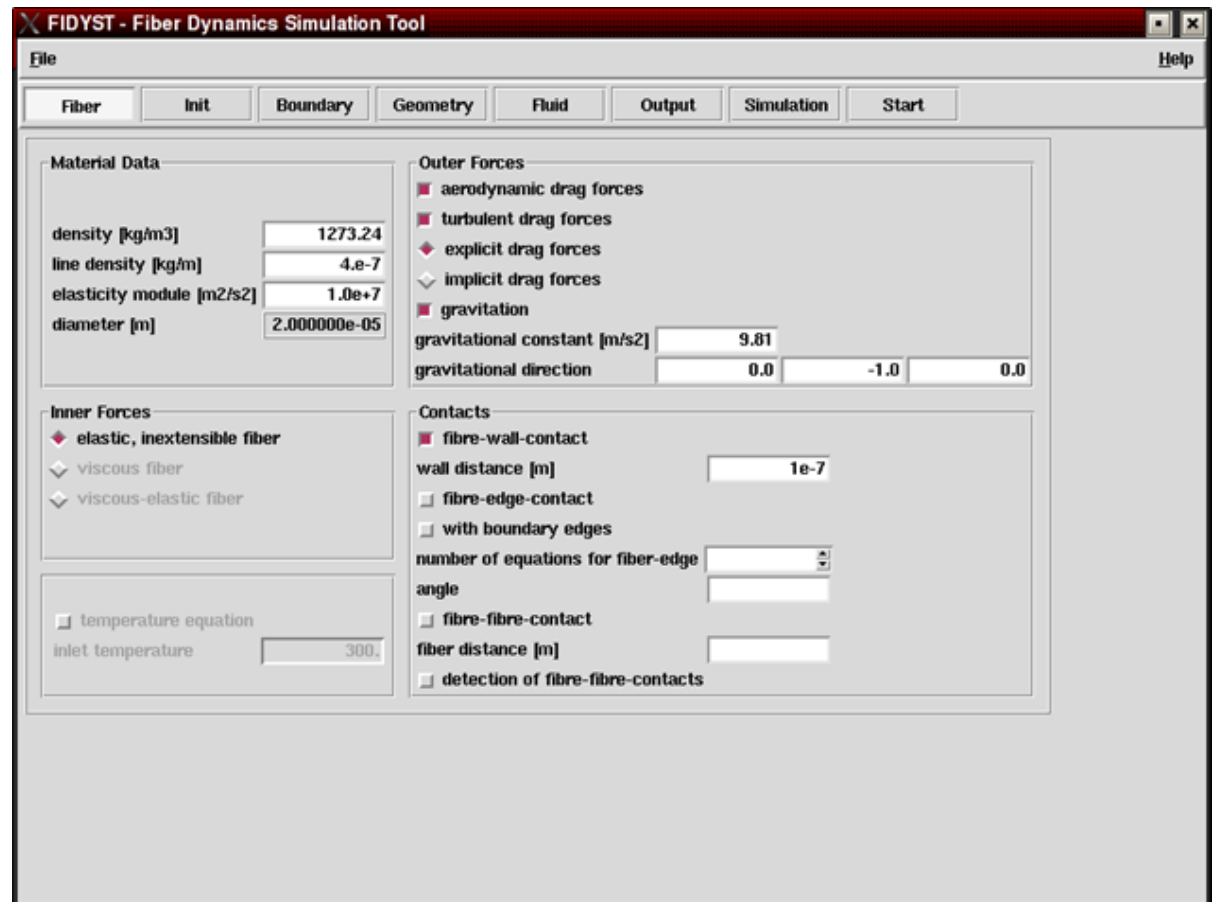 FIDYST - Fiber Dynamics Simulation Tool
File Help
Fiber Init Boundary Geometry Fluid Output Simulation Start
Material Data
density [kg/m3] 1273.24
line density [kg/m] 4.e-7
elasticity module [m2/s2] 1.0e+7
diameter [m] 2.000000e-05
Outer Forces
aerodynamic drag forces
turbulent drag forces
explicit drag forces
implicit drag forces
gravitation
gravitational constant [m/s2] 9.81
gravitational direction 0.0 -1.0 0.0
Inner Forces
elastic, inextensible fiber
viscous fiber
viscous-elastic fiber
temperature equation
inlet temperature 300.
Contacts
fibre-wall-contact
wall distance [m] 1e-7
fibre-edge-contact
with boundary edges
number of equations for fiber-edge
angle
fibre-fibre-contact
fiber distance [m]
detection of fibre-fibre-contacts